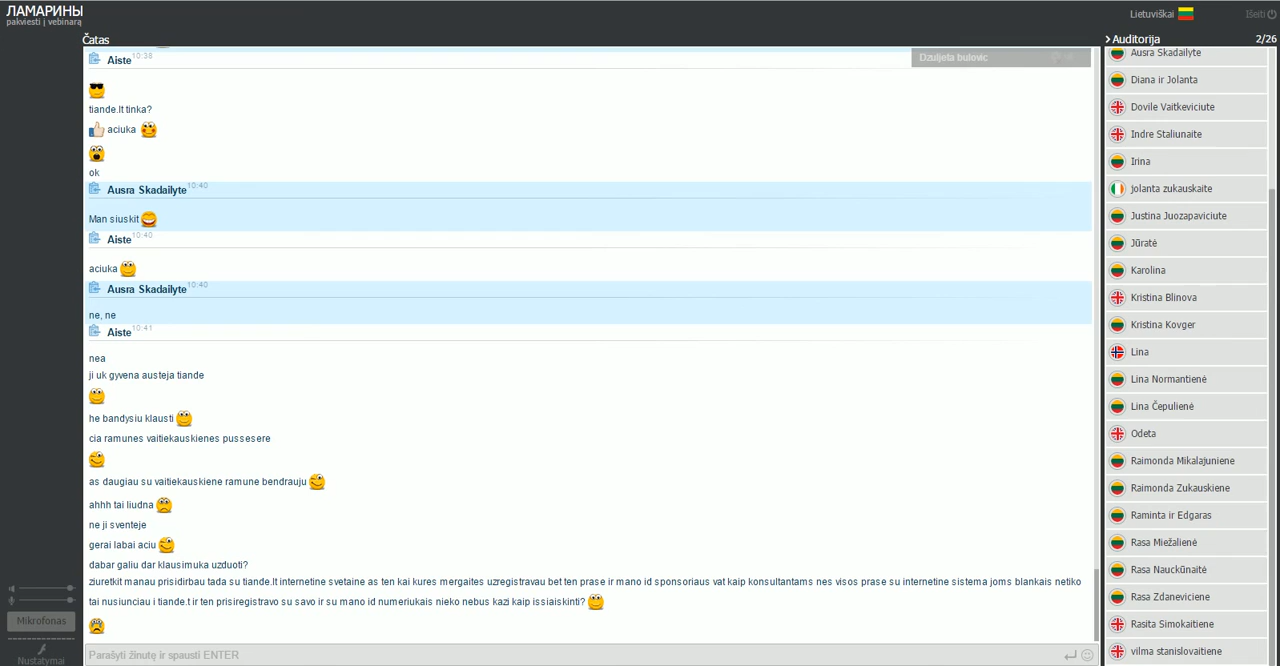 ЛАМАРИНЫ
pakviesti į vebinarą
Lietuviškai
Išeiti
Čatas
Auditorija
2/26
Aiste 10:38
Dzuljeta bulovic
tiande.lt tinka?
aciuka
ok
Ausra Skadailyte 10:40
Man siuskit
Aiste 10:40
aciuka
Ausra Skadailyte 10:40
ne, ne
Aiste 10:41
nea
ji uk gyvena austeja tiande
he bandysiu klausti
cia ramunes vaitiekauskienes pussesere
as daugiau su vaitiekauskiene ramune bendrauju
ahhh tai liudna
ne ji sventeje
gerai labai aciu
dabar galiu dar klausimuka uzduoti?
ziuretkit manau prisidirbau tada su tiande.lt internetine svetaine as ten kai kures mergaites uzregistravau bet ten prase ir mano id sponsoriaus vat kaip konsultantams nes visos prase su internetine sistema joms blankais netiko
tai nusiunciau i tiande.t ir ten prisiregistravo su savo ir su mano id numeriukais nieko nebus kazi kaip issiaiskinti?
Mikrofonas
Nustatymai
Parašyti žinutę ir spausti ENTER
Ausra Skadailyte
Diana ir Jolanta
Dovile Vaitkeviciute
Indre Staliunaite
Irina
jolanta zukauskaite
Justina Juozapaviciute
Jūratė
Karolina
Kristina Blinova
Kristina Kovger
Lina
Lina Normantienė
Lina Čepulienė
Odeta
Raimonda Mikalajuniene
Raimonda Zukauskiene
Raminta ir Edgaras
Rasa Miežalienė
Rasa Nauckūnaitė
Rasa Zdaneviciene
Rasita Simokaitiene
vilma stanislovaitiene